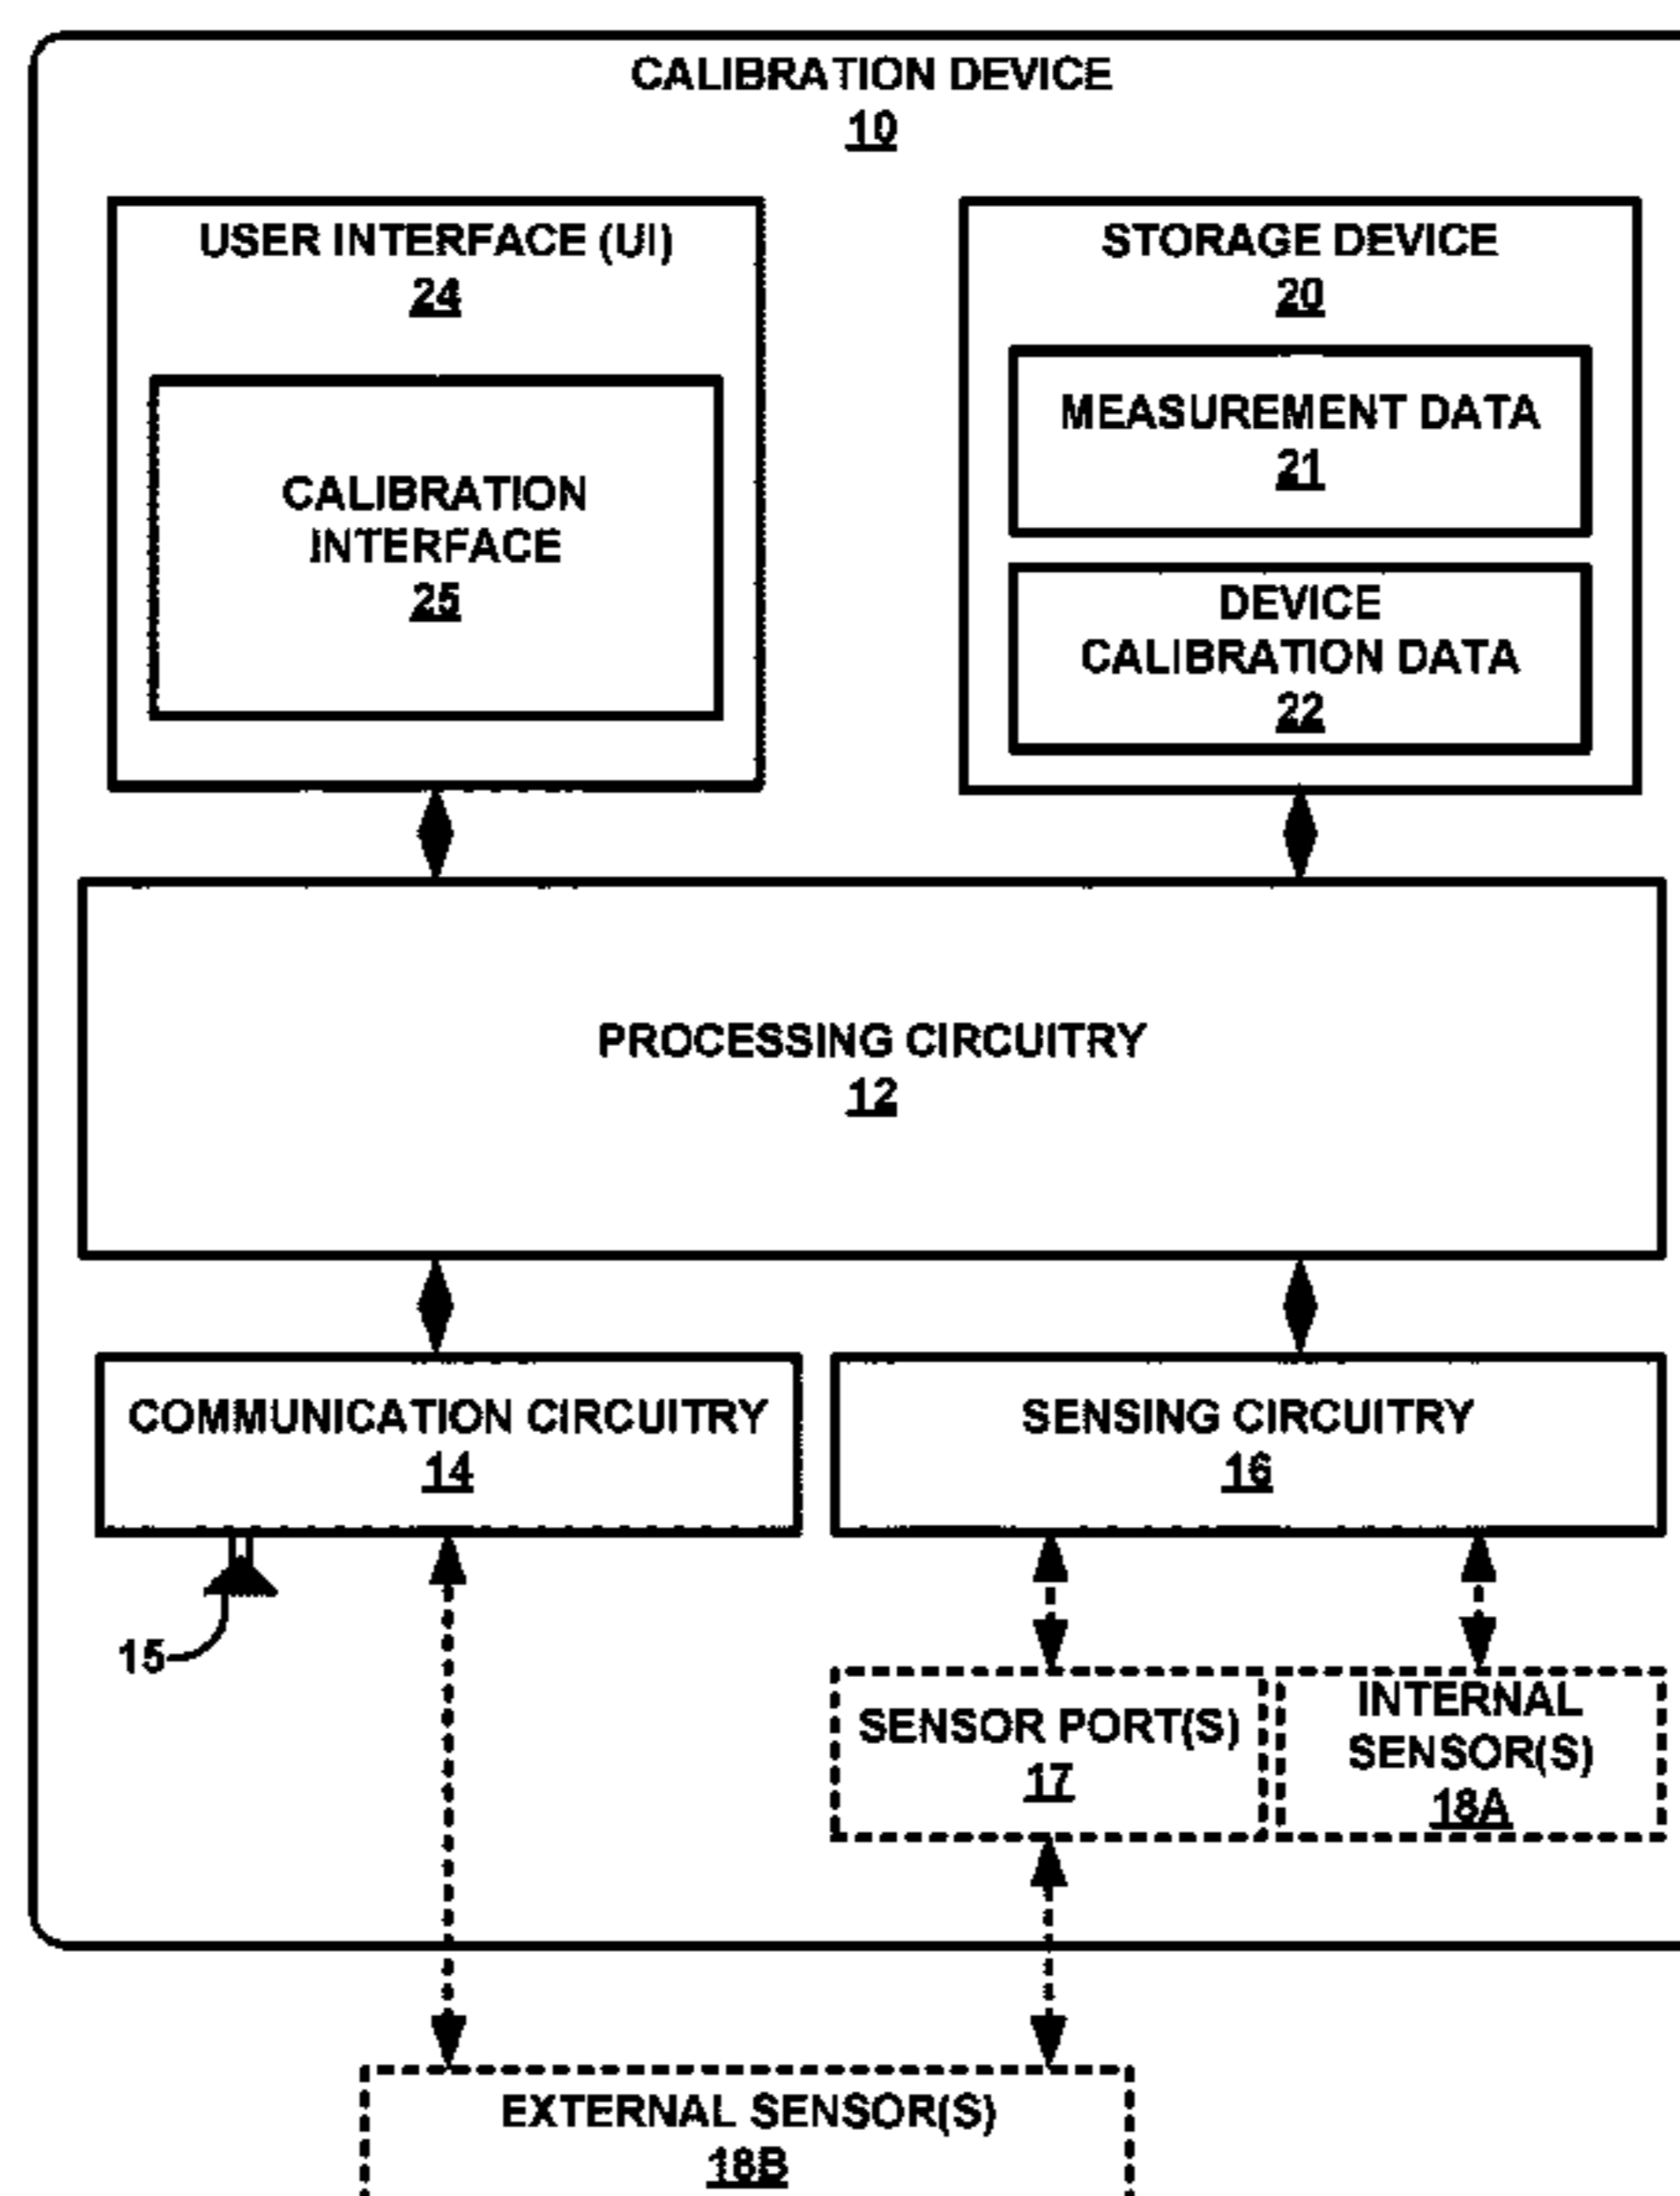 CALIBRATION DEVICE
10
USER INTERFACE (UI)
24
CALIBRATION
INTERFACE
25
STORAGE DEVICE
20
MEASUREMENT DATA
21
DEVICE
CALIBRATION DATA
22
PROCESSING CIRCUITRY
12
COMMUNICATION CIRCUITRY
14
SENSING CIRCUITRY
16
15
SENSOR PORT(S)
17
INTERNAL
SENSOR(S)
18A
EXTERNAL SENSOR(S)
18B